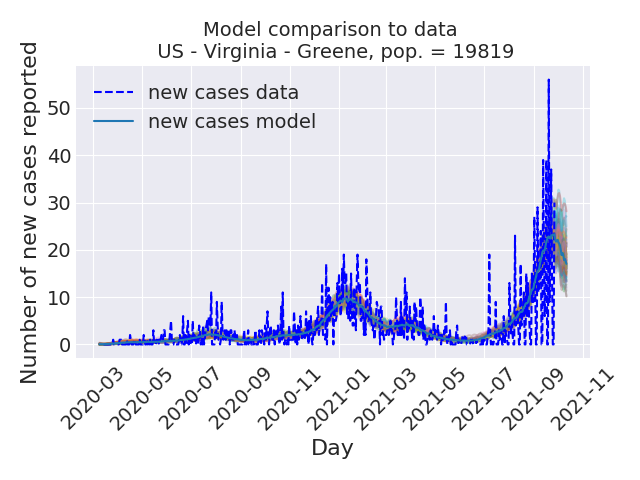 Model comparison to data
US - Virginia - Greene, pop. = 19819
Number of new cases reported
new cases data
new cases model
50
40
30
20
10
0
2020-03
2020-05
2020-07
2020-09
2020-11
2021-01
2021-03
2021-05
2021-07
2021-09
2021-11
Day